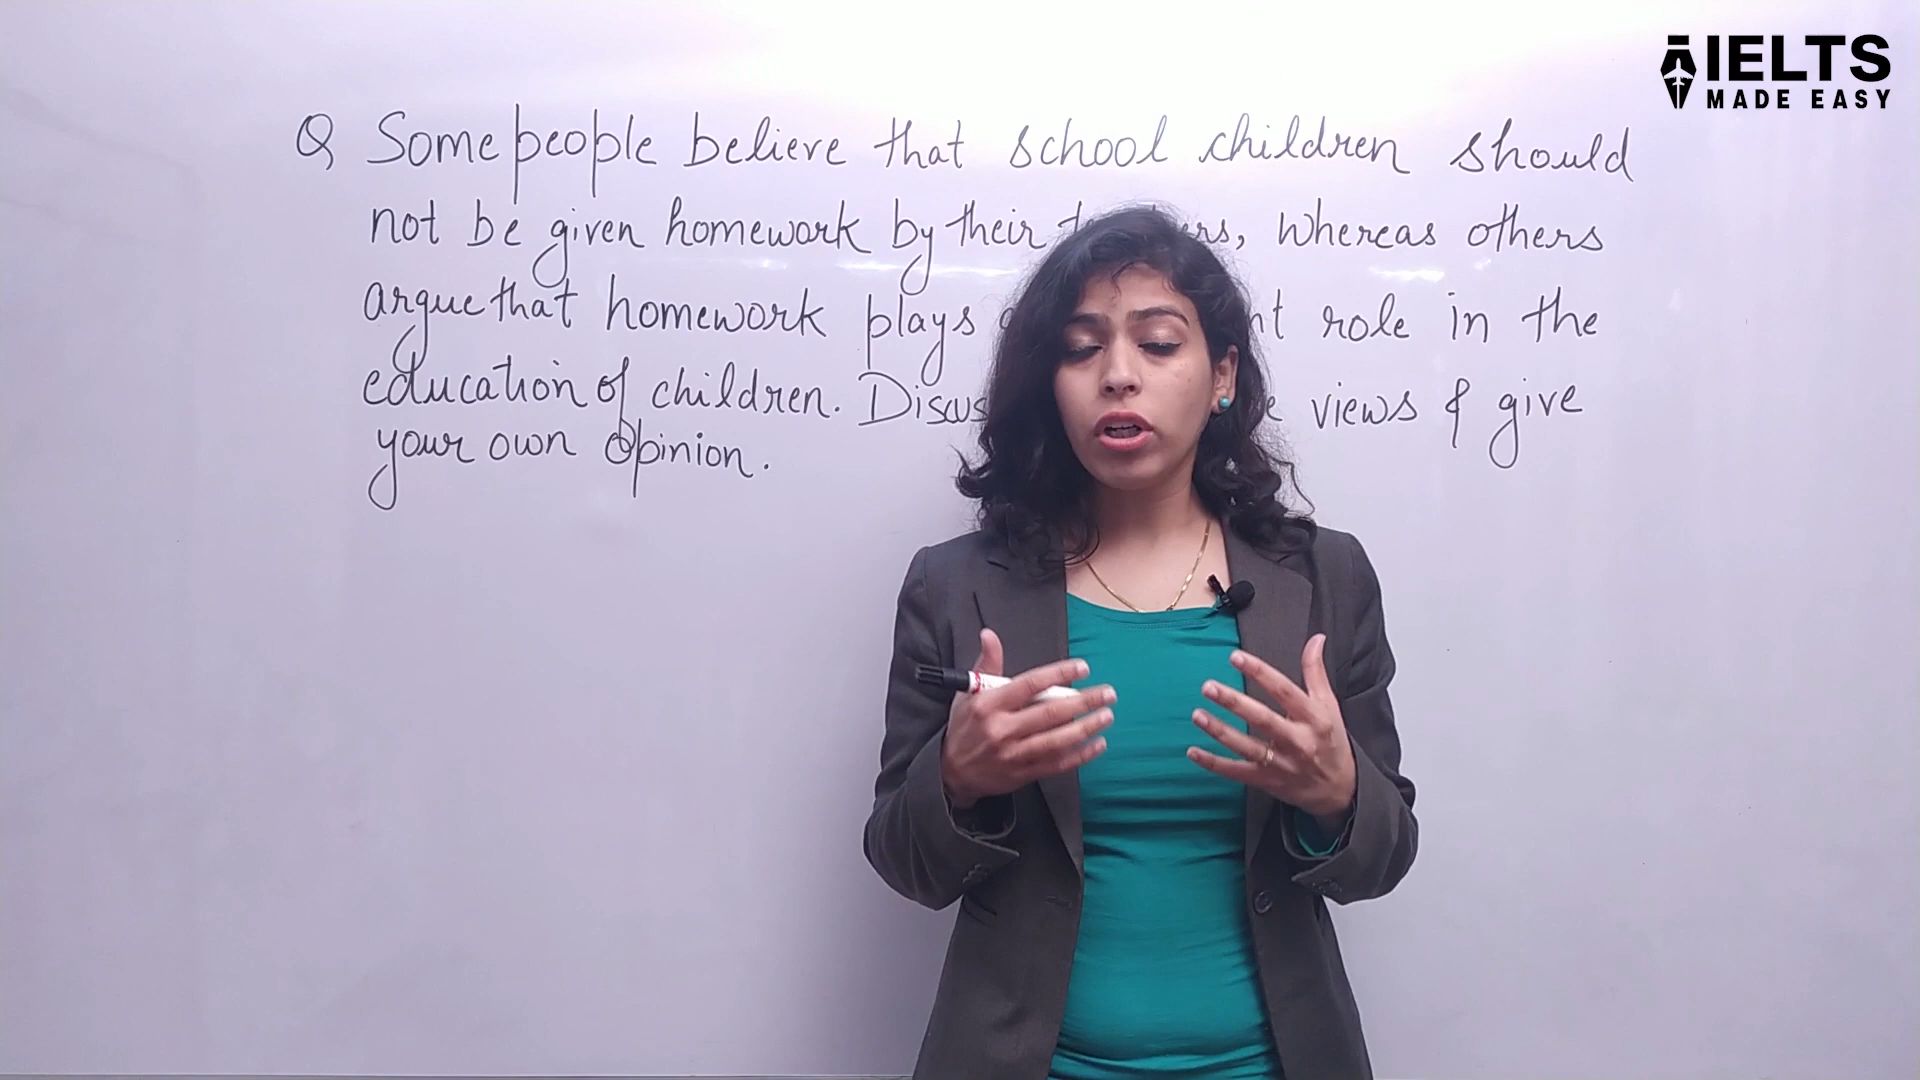 IELTS
MADE EASY
Q Some people believe that school children should
not be given homework by their whereas others
argue that homework plays role in the
education of children. views & give
your own opinion.